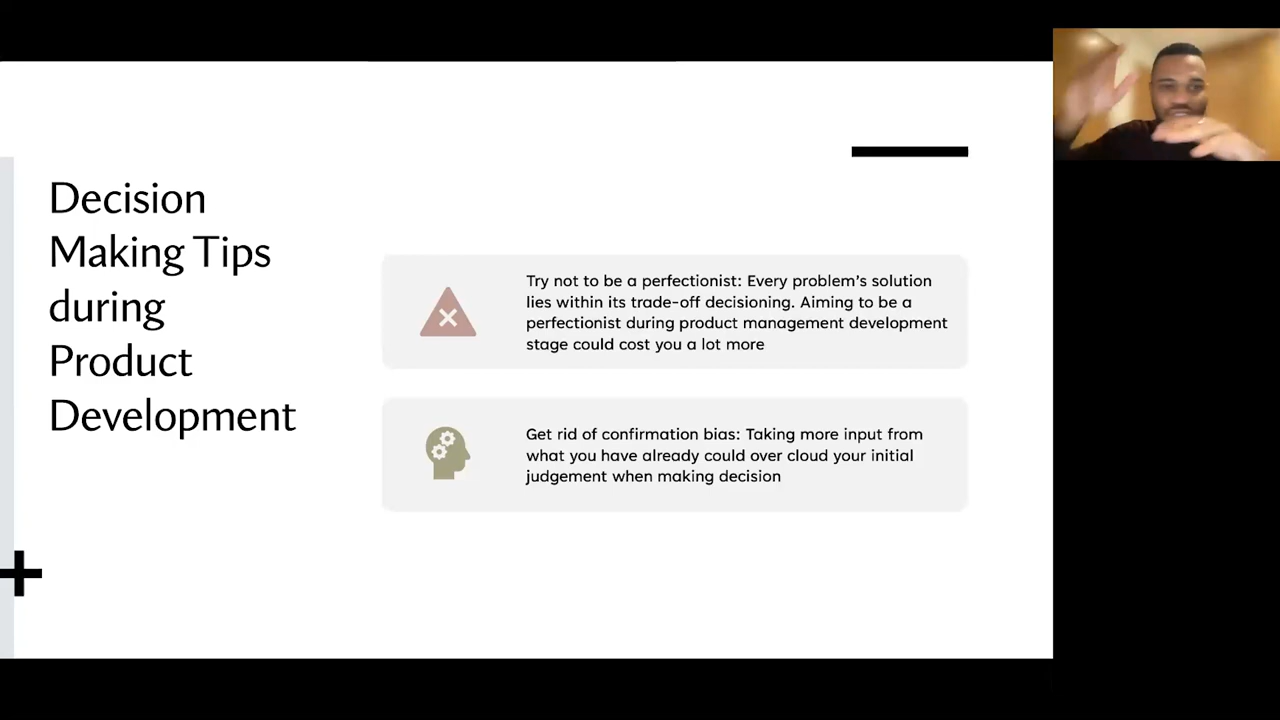 Decision
Making Tips
during
Product
Development
Try not to be a perfectionist: Every problem's solution
lies within its trade-off decisioning. Aiming to be a
perfectionist during product management development
stage could cost you a lot more
Get rid of confirmation bias: Taking more input from
what you have already could over cloud your initial
judgement when making decision